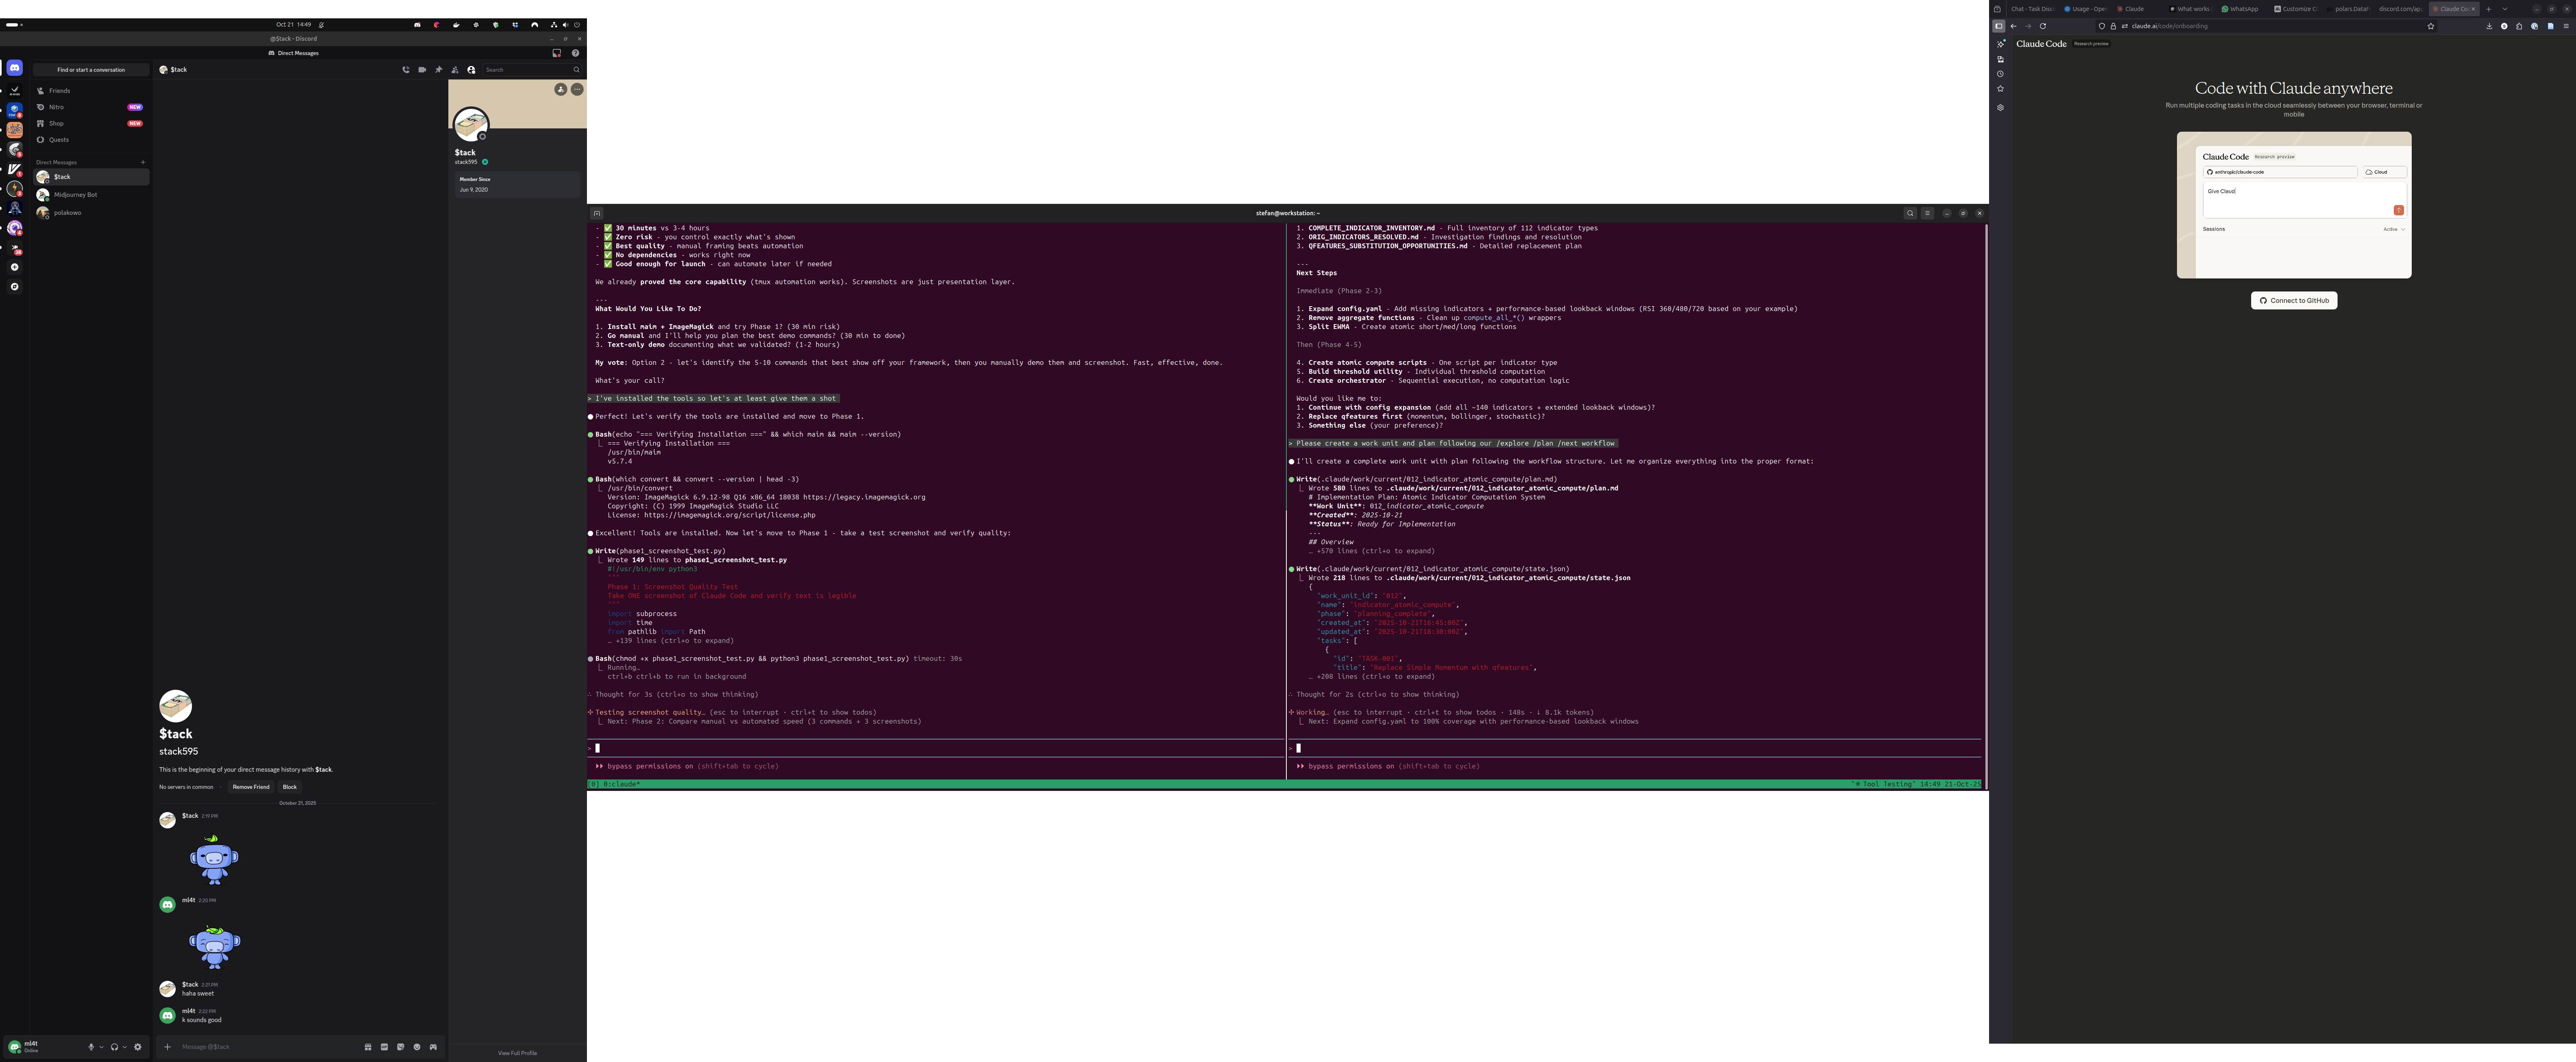 Oct 21 14:49
@$tack - Discord
Direct Messages
Find or start a conversation
Friends
Nitro
NEW
Shop
NEW
Quests
Direct Messages
$tack
Midjourney Bot
polakowo
$tack
Search
$tack
stack595
Member Since
Jun 9, 2020
$tack
stack595
This is the beginning of your direct message history with $tack.
No servers in common
Remove Friend
Block
October 21, 2025
$tack 2:19 PM
ml4t 2:20 PM
$tack 2:21 PM
haha sweet
ml4t 2:22 PM
k sounds good
ml4t
Online
Message @$tack
View Full Profile
stefan@workstation: ~
- ✅ 30 minutes vs 3-4 hours
- ✅ Zero risk - you control exactly what's shown
- ✅ Best quality - manual framing beats automation
- ✅ No dependencies - works right now
- ✅ Good enough for launch - can automate later if needed
We already proved the core capability (tmux automation works). Screenshots are just presentation layer.
---
What Would You Like To Do?
1. Install maim + ImageMagick and try Phase 1? (30 min risk)
2. Go manual and I'll help you plan the best demo commands? (30 min to done)
3. Text-only demo documenting what we validated? (1-2 hours)
My vote: Option 2 - let's identify the 5-10 commands that best show off your framework, then you manually demo them and screenshot. Fast, effective, done.
What's your call?
> I've installed the tools so let's at least give them a shot
● Perfect! Let's verify the tools are installed and move to Phase 1.
● Bash(echo "=== Verifying Installation ===" && which maim && maim --version)
⎿ === Verifying Installation ===
/usr/bin/maim
v5.7.4
● Bash(which convert && convert --version | head -3)
⎿ /usr/bin/convert
Version: ImageMagick 6.9.12-98 Q16 x86_64 18038 https://legacy.imagemagick.org
Copyright: (C) 1999 ImageMagick Studio LLC
License: https://imagemagick.org/script/license.php
● Excellent! Tools are installed. Now let's move to Phase 1 - take a test screenshot and verify quality:
● Write(phase1_screenshot_test.py)
⎿ Wrote 149 lines to phase1_screenshot_test.py
#!/usr/bin/env python3
"""
Phase 1: Screenshot Quality Test
Take ONE screenshot of Claude Code and verify text is legible
"""
import subprocess
import time
from pathlib import Path
… +139 lines (ctrl+o to expand)
● Bash(chmod +x phase1_screenshot_test.py && python3 phase1_screenshot_test.py) timeout: 30s
⎿ Running…
ctrl+b ctrl+b to run in background
∴ Thought for 3s (ctrl+o to show thinking)
✢ Testing screenshot quality… (esc to interrupt · ctrl+t to show todos)
⎿ Next: Phase 2: Compare manual vs automated speed (3 commands + 3 screenshots)
>
⏵⏵ bypass permissions on (shift+tab to cycle)
1. COMPLETE_INDICATOR_INVENTORY.md - Full inventory of 112 indicator types
2. ORIG_INDICATORS_RESOLVED.md - Investigation findings and resolution
3. QFEATURES_SUBSTITUTION_OPPORTUNITIES.md - Detailed replacement plan
---
Next Steps
Immediate (Phase 2-3)
1. Expand config.yaml - Add missing indicators + performance-based lookback windows (RSI 360/480/720 based on your example)
2. Remove aggregate functions - Clean up compute_all_*() wrappers
3. Split EWMA - Create atomic short/med/long functions
Then (Phase 4-5)
4. Create atomic compute scripts - One script per indicator type
5. Build threshold utility - Individual threshold computation
6. Create orchestrator - Sequential execution, no computation logic
Would you like me to:
1. Continue with config expansion (add all ~140 indicators + extended lookback windows)?
2. Replace qfeatures first (momentum, bollinger, stochastic)?
3. Something else (your preference)?
> Please create a work unit and plan following our /explore /plan /next workflow
● I'll create a complete work unit with plan following the workflow structure. Let me organize everything into the proper format:
● Write(.claude/work/current/012_indicator_atomic_compute/plan.md)
⎿ Wrote 580 lines to .claude/work/current/012_indicator_atomic_compute/plan.md
# Implementation Plan: Atomic Indicator Computation System
**Work Unit**: 012_indicator_atomic_compute
**Created**: 2025-10-21
**Status**: Ready for Implementation
---
## Overview
… +570 lines (ctrl+o to expand)
● Write(.claude/work/current/012_indicator_atomic_compute/state.json)
⎿ Wrote 218 lines to .claude/work/current/012_indicator_atomic_compute/state.json
{
"work_unit_id": "012",
"name": "indicator_atomic_compute",
"phase": "planning_complete",
"created_at": "2025-10-21T16:45:00Z",
"updated_at": "2025-10-21T18:30:00Z",
"tasks": [
{
"id": "TASK-001",
"title": "Replace Simple Momentum with qfeatures",
… +208 lines (ctrl+o to expand)
∴ Thought for 2s (ctrl+o to show thinking)
✢ Working… (esc to interrupt · ctrl+t to show todos · 148s · ↓ 8.1k tokens)
⎿ Next: Expand config.yaml to 100% coverage with performance-based lookback windows
>
⏵⏵ bypass permissions on (shift+tab to cycle)
[0] 0:claude*
"✳ Tool Testing" 14:49 21-Oct-25
Chat - Task Disc
Usage - Ope
Claude
What works
WhatsApp
Customize C
polars.DataF
discord.com/ap
Claude Co
claude.ai/code/onboarding
Claude Code
Research preview
Code with Claude anywhere
Run multiple coding tasks in the cloud seamlessly between your browser, terminal or
mobile
Claude Code
Research preview
anthropic/claude-code
Cloud
Give Claud
Sessions
Active
Connect to GitHub